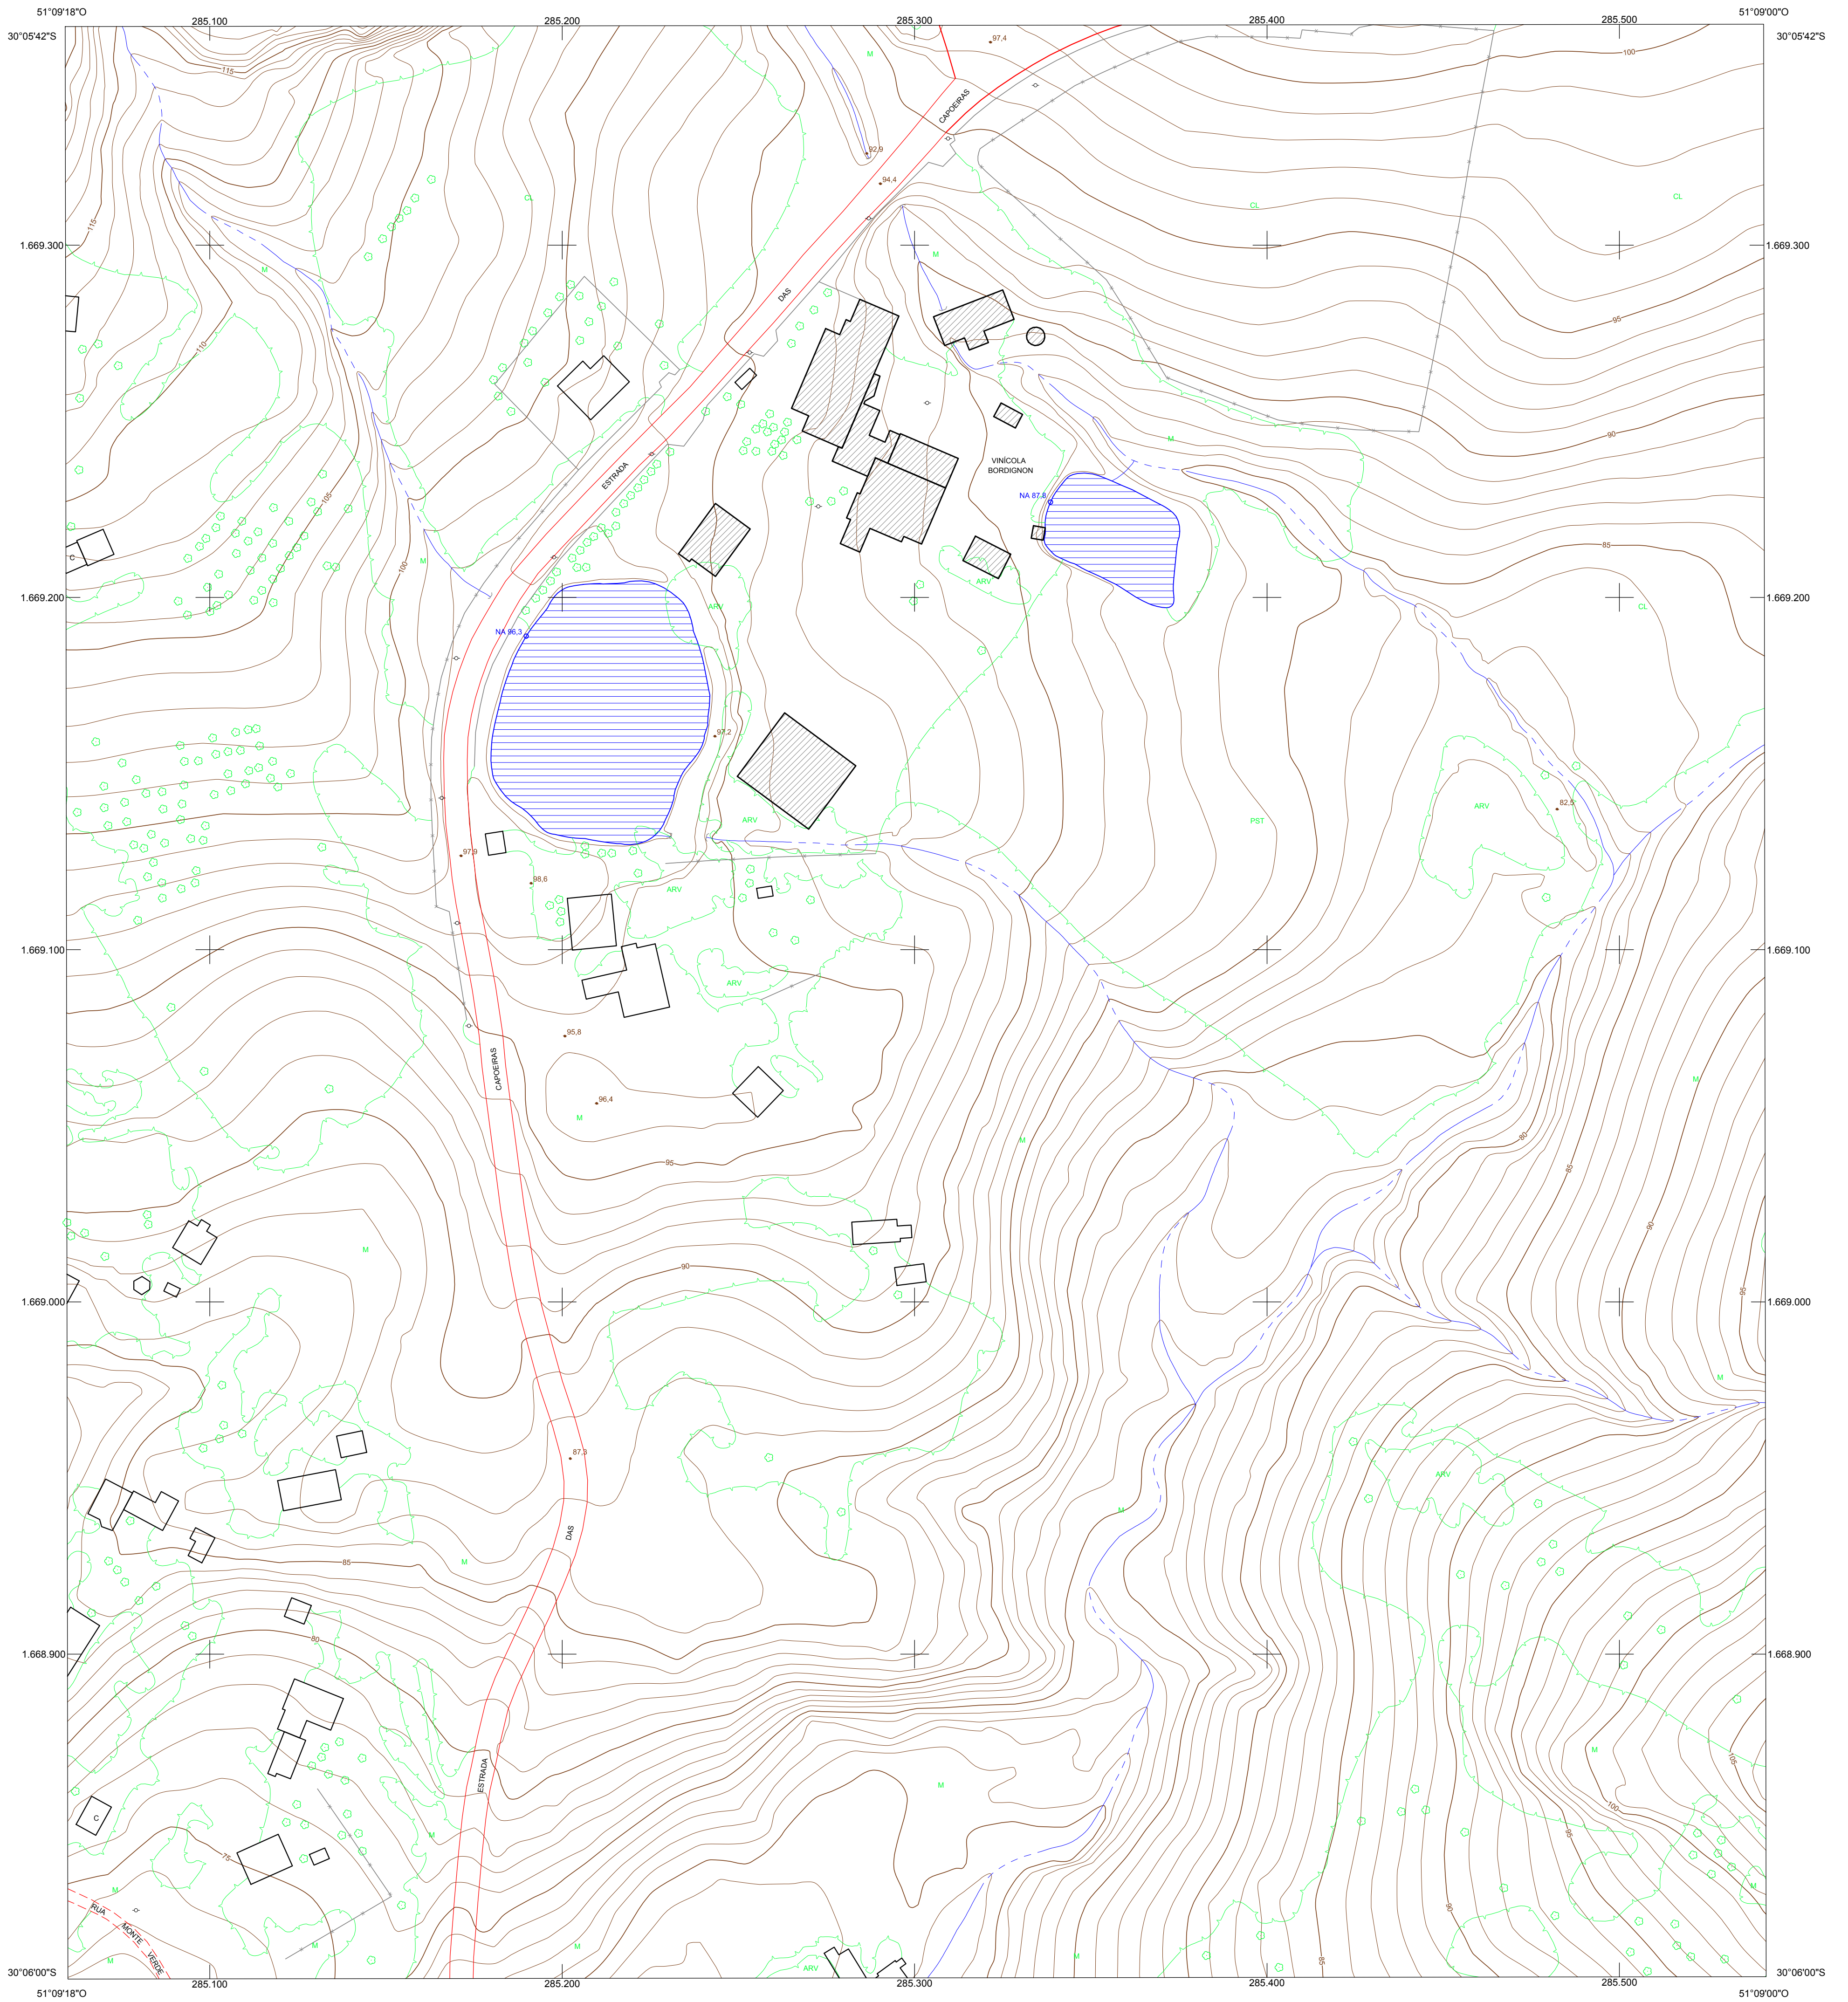 51°09'18"O
285.100
285.200
285.300
285.400
285.500
51°09'00"O
30°05'42"S
30°05'42"S
97,4
M
100
115
CAPOEIRAS
92,9
94,4
CL
CL
CL
115
1.669.300
1.669.300
M
M
DAS
95
110
90
M
ESTRADA
VINÍCOLA
BORDIGNON
NA 87,8
105
85
C
M
100
ARV
1.669.200
ARV
CL
1.669.200
NA 96,3
97,2
82,5
ARV
ARV
PST
97,9
98,6
ARV
1.669.100
1.669.100
ARV
95,8
CAPOEIRAS
M
96,4
M
M
80
95
85
90
M
90
95
1.669.000
1.669.000
M
87,3
ARV
M
DAS
M
85
80
1.668.900
1.668.900
M
105
ESTRADA
M
100
C
M
95
75
M
M
90
RUA
MONTE
VERDE
M
M
M
M
ARV
85
30°06'00"S
30°06'00"S
285.100
285.200
285.300
285.400
285.500
51°09'18"O
51°09'00"O